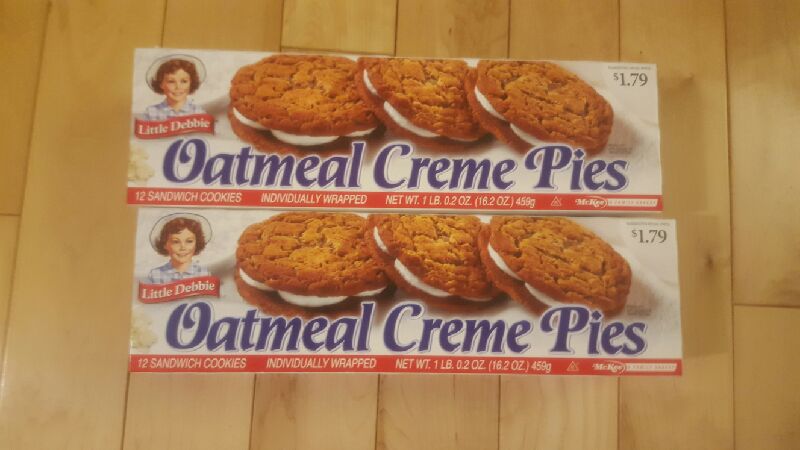 $1.79
Little Debbie
Oatmeal Creme Pies
12 SANDWICH COOKIES INDIVIDUALLY WRAPPED NET WT. 1 LB. 0.2 OZ. (16.2 OZ.) 459g McKee
$1.79
Little Debbie
Oatmeal Creme Pies
12 SANDWICH COOKIES INDIVIDUALLY WRAPPED NET WT. 1 LB. 0.2 OZ. (16.2 OZ.) 459g McKee